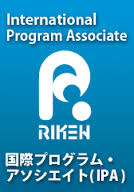 International
Program Associate
RIKEN
国際プログラム・
アソシエイト( IPA )